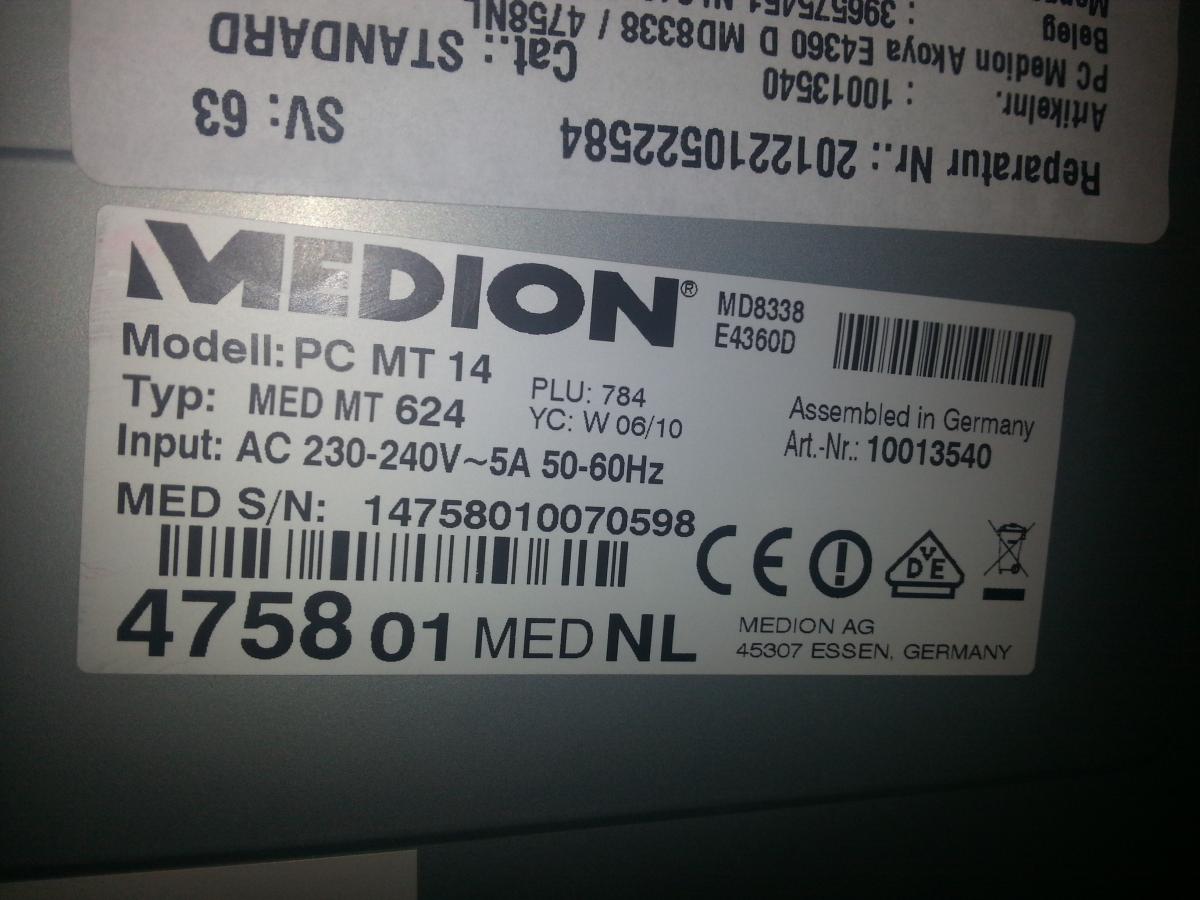 Reparatur Nr.: 2012210522584 SV: 63
Artikelnr. : 10013540 Cat.: STANDARD
PC Medion Akoya E4360 D MD8338 / 4758NL
Beleg
MEDION®
MD8338
E4360D
Modell: PC MT 14
Typ: MED MT 624
PLU: 784
YC: W 06/10
Input: AC 230-240V~5A 50-60Hz
Assembled in Germany
Art.-Nr.: 10013540
MED S/N: 14758010070598
CE
VDE
4758 01 MED NL
MEDION AG
45307 ESSEN, GERMANY